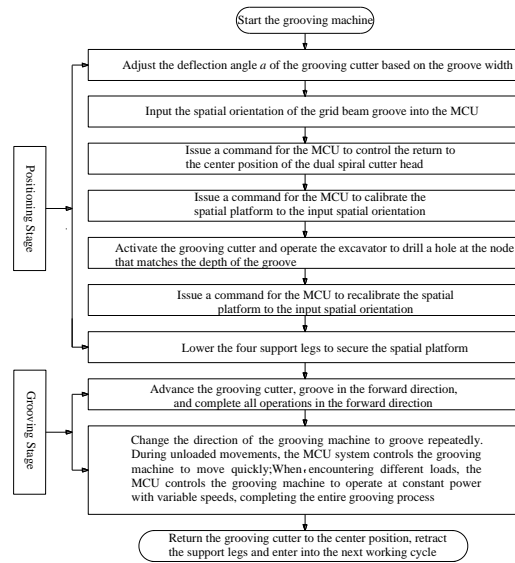 Start the grooving machine
Adjust the deflection angle a of the grooving cutter based on the groove width
Input the spatial orientation of the grid beam groove into the MCU
Issue a command for the MCU to control the return to
the center position of the dual spiral cutter head
Issue a command for the MCU to calibrate the
spatial platform to the input spatial orientation
Activate the grooving cutter and operate the excavator to drill a hole at the node
that matches the depth of the groove
Issue a command for the MCU to recalibrate the spatial
platform to the input spatial orientation
Lower the four support legs to secure the spatial platform
Positioning Stage
Advance the grooving cutter, groove in the forward direction,
and complete all operations in the forward direction
Change the direction of the grooving machine to groove repeatedly.
During unloaded movements, the MCU system controls the grooving
machine to move quickly;When encountering different loads, the
MCU controls the grooving machine to operate at constant power
with variable speeds, completing the entire grooving process
Grooving Stage
Return the grooving cutter to the center position, retract
the support legs and enter into the next working cycle